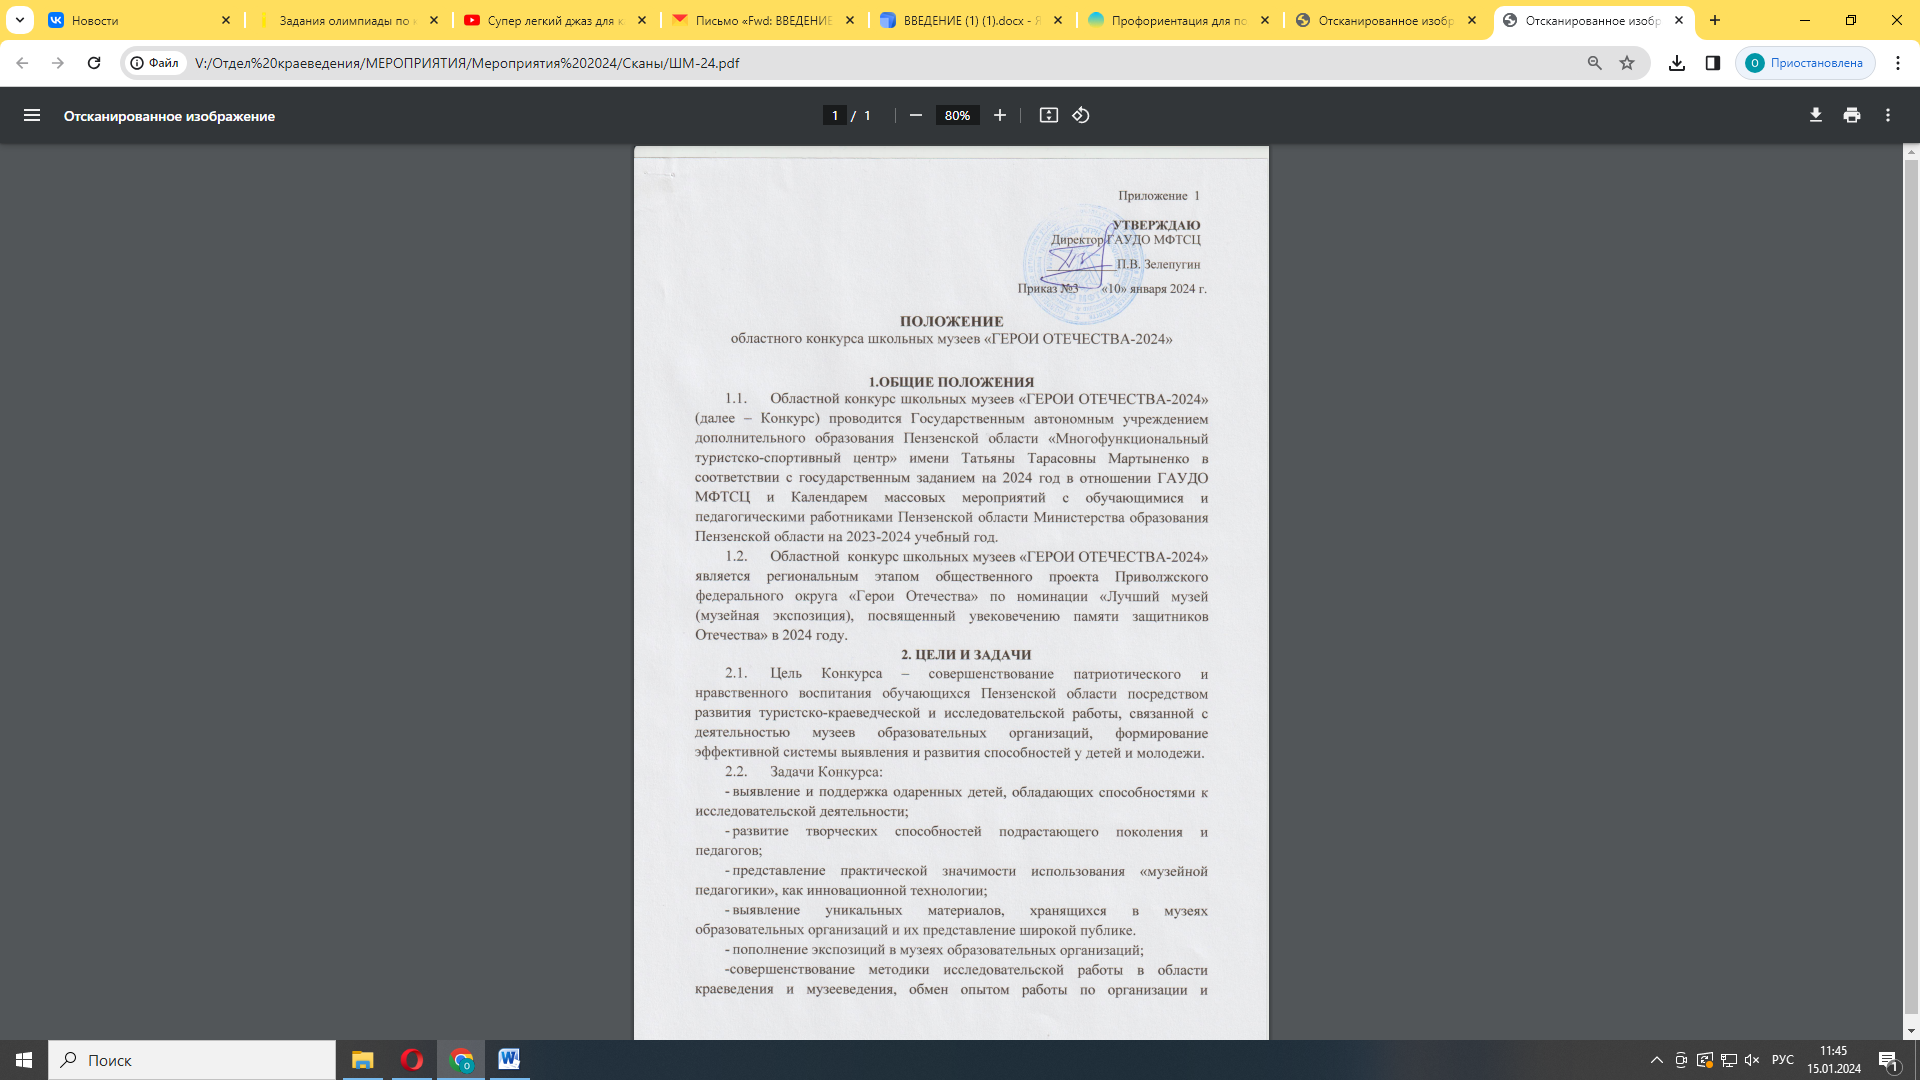 Новости
Задания олимпиады по к
Супер легкий джаз для к
Письмо «Fwd: ВВЕДЕНИЕ
ВВЕДЕНИЕ (1) (1).docx - Я
Профориентация для по
Отсканированное изобр
Отсканированное изобр
Файл
V:/Отдел%20краеведения/МЕРОПРИЯТИЯ/Мероприятия%202024/Сканы/ШМ-24.pdf
О
Приостановлена
Отсканированное изображение
1 / 1
80%
Приложение 1
УТВЕРЖДАЮ
Директор ГАУДО МФТСЦ
П.В. Зелепугин
Приказ №3 «10» января 2024 г.
ПОЛОЖЕНИЕ
областного конкурса школьных музеев «ГЕРОИ ОТЕЧЕСТВА-2024»
1.ОБЩИЕ ПОЛОЖЕНИЯ
1.1. Областной конкурс школьных музеев «ГЕРОИ ОТЕЧЕСТВА-2024»
(далее – Конкурс) проводится Государственным автономным учреждением
дополнительного образования Пензенской области «Многофункциональный
туристско-спортивный центр» имени Татьяны Тарасовны Мартыненко в
соответствии с государственным заданием на 2024 год в отношении ГАУДО
МФТСЦ и Календарем массовых мероприятий с обучающимися и
педагогическими работниками Пензенской области Министерства образования
Пензенской области на 2023-2024 учебный год.
1.2. Областной конкурс школьных музеев «ГЕРОИ ОТЕЧЕСТВА-2024»
является региональным этапом общественного проекта Приволжского
федерального округа «Герои Отечества» по номинации «Лучший музей
(музейная экспозиция), посвященный увековечению памяти защитников
Отечества» в 2024 году.
2. ЦЕЛИ И ЗАДАЧИ
2.1. Цель Конкурса – совершенствование патриотического и
нравственного воспитания обучающихся Пензенской области посредством
развития туристско-краеведческой и исследовательской работы, связанной с
деятельностью музеев образовательных организаций, формирование
эффективной системы выявления и развития способностей у детей и молодежи.
2.2. Задачи Конкурса:
- выявление и поддержка одаренных детей, обладающих способностями к
исследовательской деятельности;
- развитие творческих способностей подрастающего поколения и
педагогов;
- представление практической значимости использования «музейной
педагогики», как инновационной технологии;
- выявление уникальных материалов, хранящихся в музеях
образовательных организаций и их представление широкой публике.
- пополнение экспозиций в музеях образовательных организаций;
-совершенствование методики исследовательской работы в области
краеведения и музееведения, обмен опытом работы по организации и
Поиск
РУС
11:45
15.01.2024
1